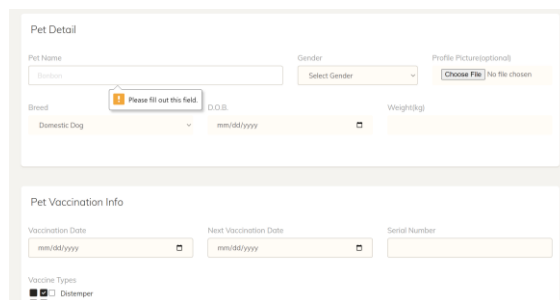 Pet Detail
Pet Name Gender Profile Picture(optional)
Bonbon Select Gender Choose File No file chosen
Please fill out this field.
Breed D.O.B. Weight(kg)
Domestic Dog mm/dd/yyyy
Pet Vaccination Info
Vaccination Date Next Vaccination Date Serial Number
mm/dd/yyyy mm/dd/yyyy
Vaccine Types
Distemper